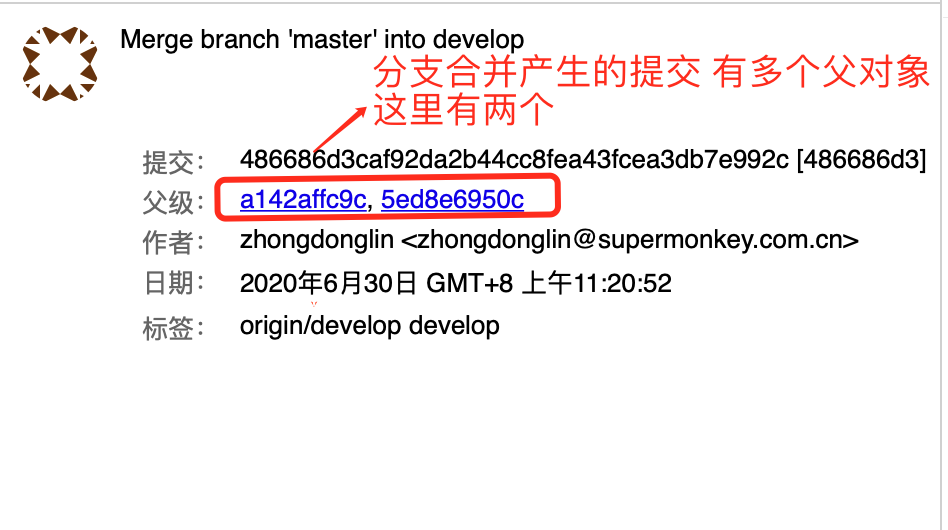 Merge branch 'master' into develop
分支合并产生的提交 有多个父对象
这里有两个
提交： 486686d3caf92da2b44cc8fea43fcea3db7e992c [486686d3]
父级： a142affc9c, 5ed8e6950c
作者： zhongdonglin <zhongdonglin@supermonkey.com.cn>
日期： 2020年6月30日 GMT+8 上午11:20:52
标签： origin/develop develop